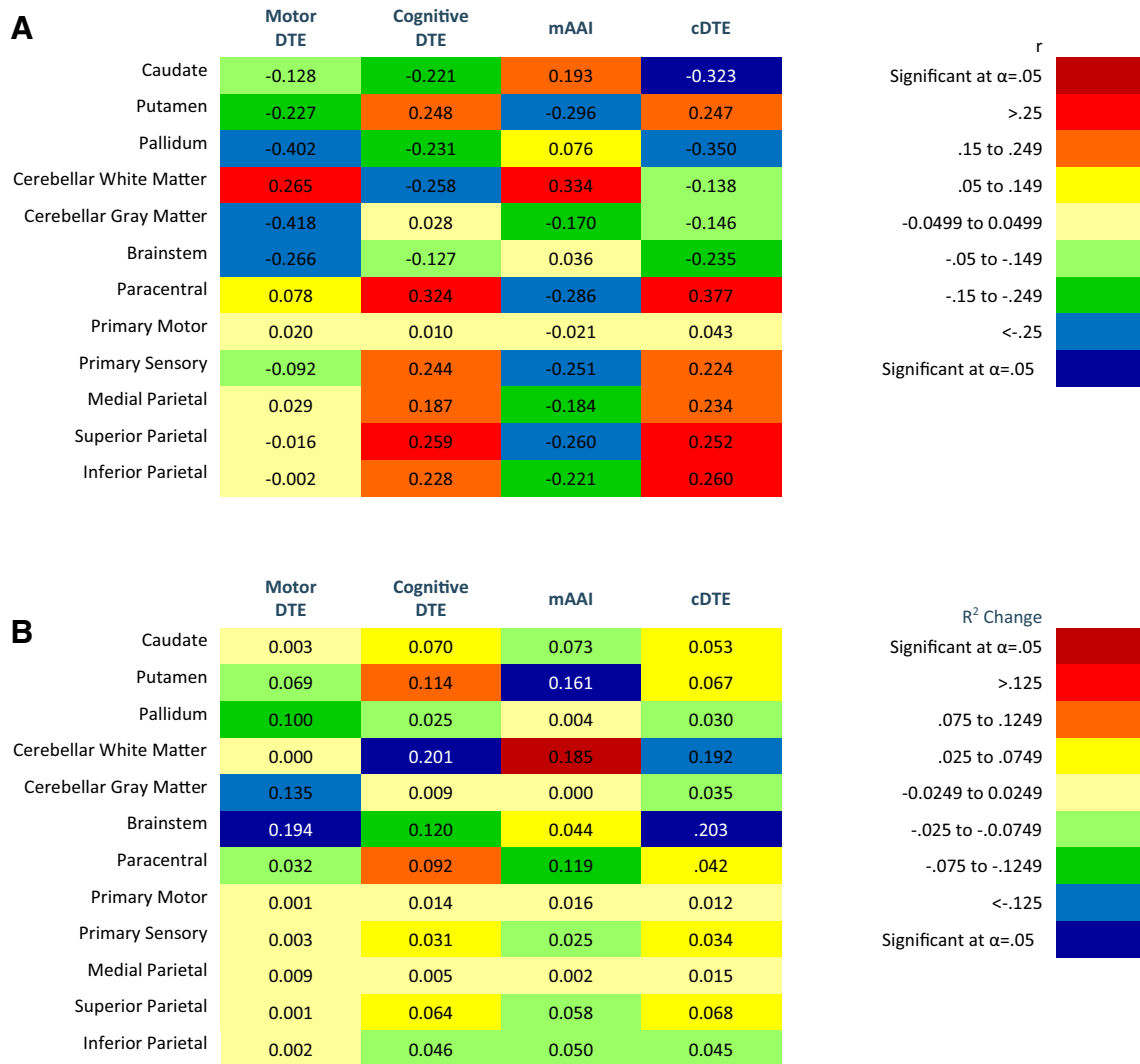 A
Motor DTE Cognitive DTE mAAI cDTE
r
Caudate -0.128 -0.221 0.193 -0.323 Significant at α=.05
Putamen -0.227 0.248 -0.296 0.247 >.25
Pallidum -0.402 -0.231 0.076 -0.350 .15 to .249
Cerebellar White Matter 0.265 -0.258 0.334 -0.138 .05 to .149
Cerebellar Gray Matter -0.418 0.028 -0.170 -0.146 -0.0499 to 0.0499
Brainstem -0.266 -0.127 0.036 -0.235 -.05 to -.149
Paracentral 0.078 0.324 -0.286 0.377 -.15 to -.249
Primary Motor 0.020 0.010 -0.021 0.043 <-.25
Primary Sensory -0.092 0.244 -0.251 0.224 Significant at α=.05
Medial Parietal 0.029 0.187 -0.184 0.234
Superior Parietal -0.016 0.259 -0.260 0.252
Inferior Parietal -0.002 0.228 -0.221 0.260
B
Motor DTE Cognitive DTE mAAI cDTE
R² Change
Caudate 0.003 0.070 0.073 0.053 Significant at α=.05
Putamen 0.069 0.114 0.161 0.067 >.125
Pallidum 0.100 0.025 0.004 0.030 .075 to .1249
Cerebellar White Matter 0.000 0.201 0.185 0.192 .025 to .0749
Cerebellar Gray Matter 0.135 0.009 0.000 0.035 -0.0249 to 0.0249
Brainstem 0.194 0.120 0.044 .203 -.025 to -.0.0749
Paracentral 0.032 0.092 0.119 .042 -.075 to -.1249
Primary Motor 0.001 0.014 0.016 0.012 <-.125
Primary Sensory 0.003 0.031 0.025 0.034 Significant at α=.05
Medial Parietal 0.009 0.005 0.002 0.015
Superior Parietal 0.001 0.064 0.058 0.068
Inferior Parietal 0.002 0.046 0.050 0.045